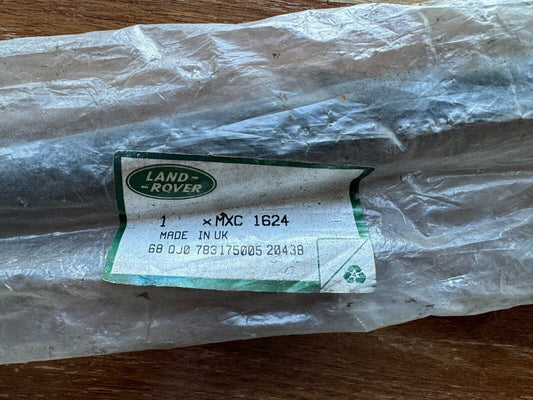 LAND-
-ROVER
1 x MXC 1624
MADE IN UK
68 0J0 783175005 20438